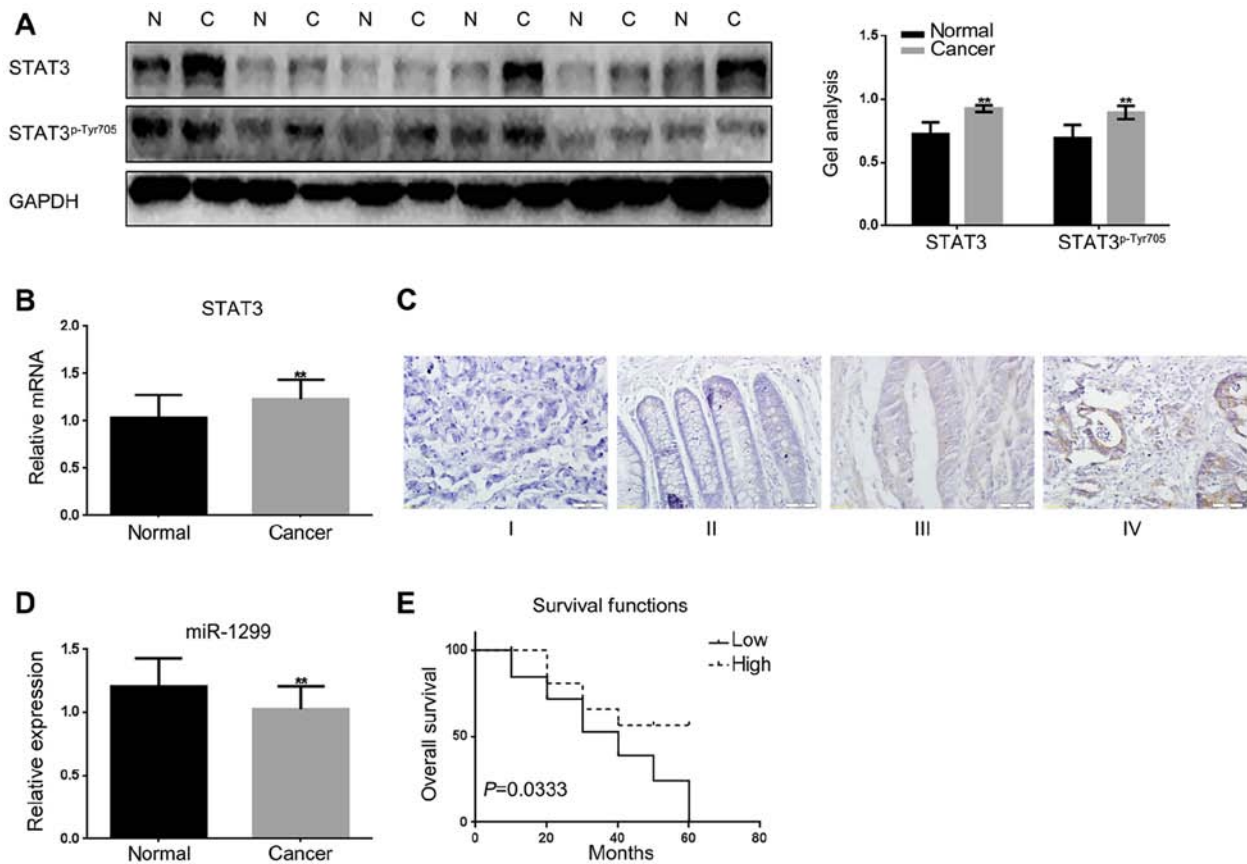 A
N C N C N C N C N C N C
STAT3
STAT3p-Tyr705
GAPDH
Normal
Cancer
Gel analysis
1.5
1.0
0.5
0.0
**
**
STAT3
STAT3p-Tyr705
B
STAT3
Relative mRNA
2.0
1.5
1.0
0.5
0.0
**
Normal
Cancer
C
I
II
III
IV
D
miR-1299
Relative expression
1.5
1.0
0.5
0.0
**
Normal
Cancer
E
Survival functions
Low
High
Overall survival
100
50
0
P=0.0333
0 20 40 60 80
Months